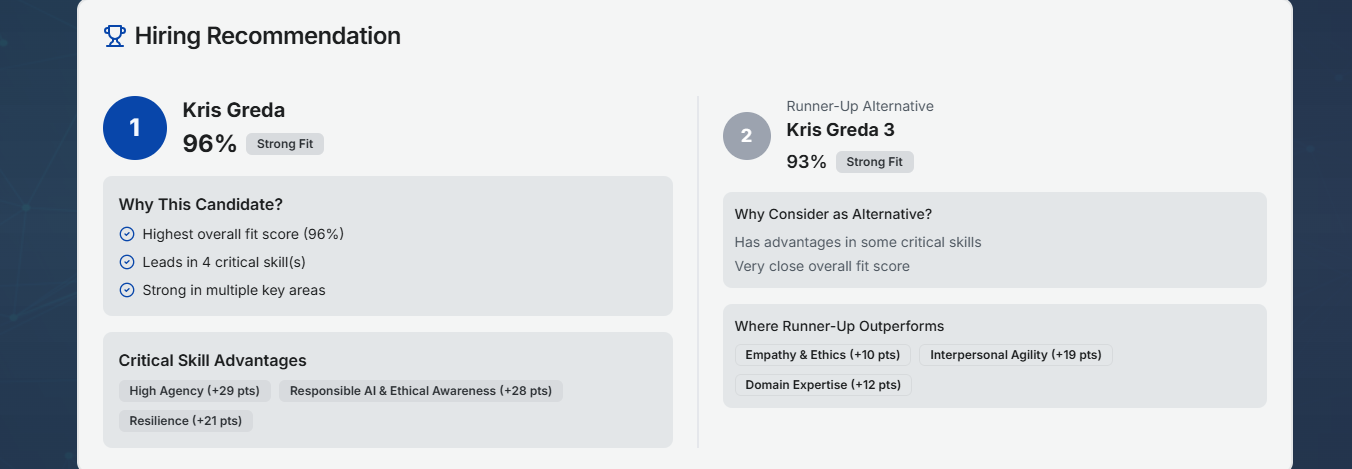 Hiring Recommendation
1
Kris Greda
96% Strong Fit
Why This Candidate?
Highest overall fit score (96%)
Leads in 4 critical skill(s)
Strong in multiple key areas
Critical Skill Advantages
High Agency (+29 pts) Responsible AI & Ethical Awareness (+28 pts)
Resilience (+21 pts)
Runner-Up Alternative
2
Kris Greda 3
93% Strong Fit
Why Consider as Alternative?
Has advantages in some critical skills
Very close overall fit score
Where Runner-Up Outperforms
Empathy & Ethics (+10 pts) Interpersonal Agility (+19 pts)
Domain Expertise (+12 pts)